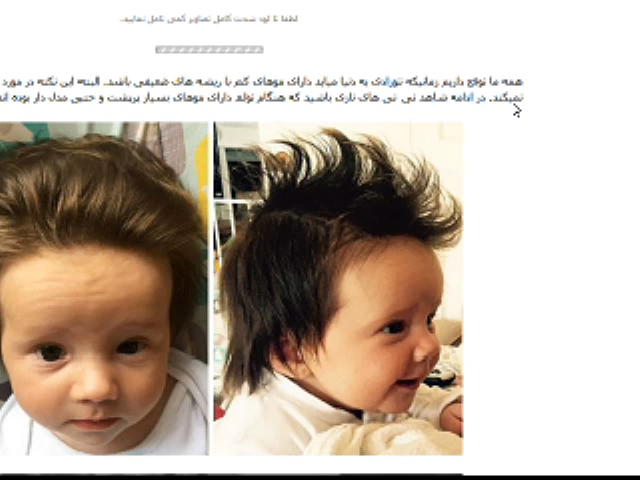 لطفا تا لود شدن کامل تصاویر کمی تامل نمایید.
همه ما توقع داریم زمانیکه نوزادی به دنیا میاید دارای موهای کم با ریشه های ضعیفی باشد. البته این نکته در مورد
نمیکند. در ادامه شاهد نی نی های نازی باشید که هنگام تولد دارای موهای بسیار پرپشت و حتی مدل دار بوده اند